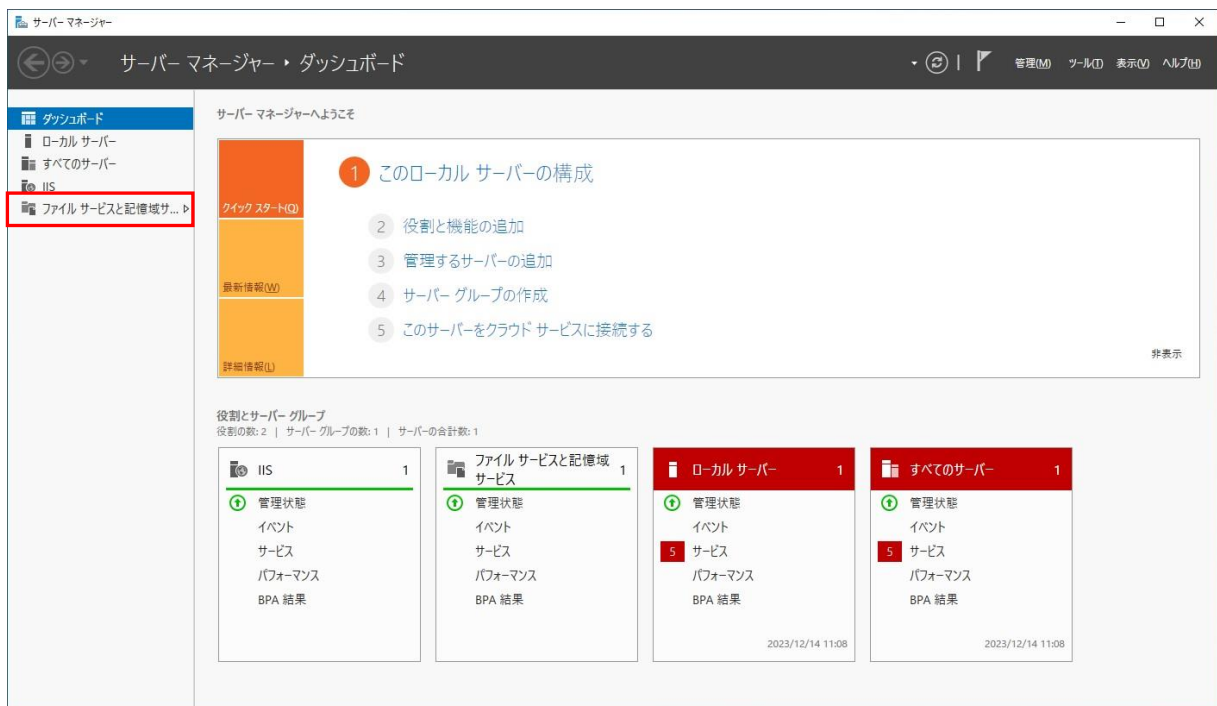 サーバー マネージャー
サーバー マネージャー ‣ ダッシュボード
管理(M) ツール(T) 表示(V) ヘルプ(H)
ダッシュボード
ローカル サーバー
すべてのサーバー
IIS
ファイル サービスと記憶域サ...
サーバー マネージャーへようこそ
クイック スタート(Q)
最新情報(W)
詳細情報(L)
1 このローカル サーバーの構成
2 役割と機能の追加
3 管理するサーバーの追加
4 サーバー グループの作成
5 このサーバーをクラウド サービスに接続する
非表示
役割とサーバー グループ
役割の数: 2 | サーバー グループの数: 1 | サーバーの合計数: 1
IIS 1
管理状態
イベント
サービス
パフォーマンス
BPA 結果
ファイル サービスと記憶域 1
サービス
管理状態
イベント
サービス
パフォーマンス
BPA 結果
ローカル サーバー 1
管理状態
イベント
5 サービス
パフォーマンス
BPA 結果
2023/12/14 11:08
すべてのサーバー 1
管理状態
イベント
5 サービス
パフォーマンス
BPA 結果
2023/12/14 11:08